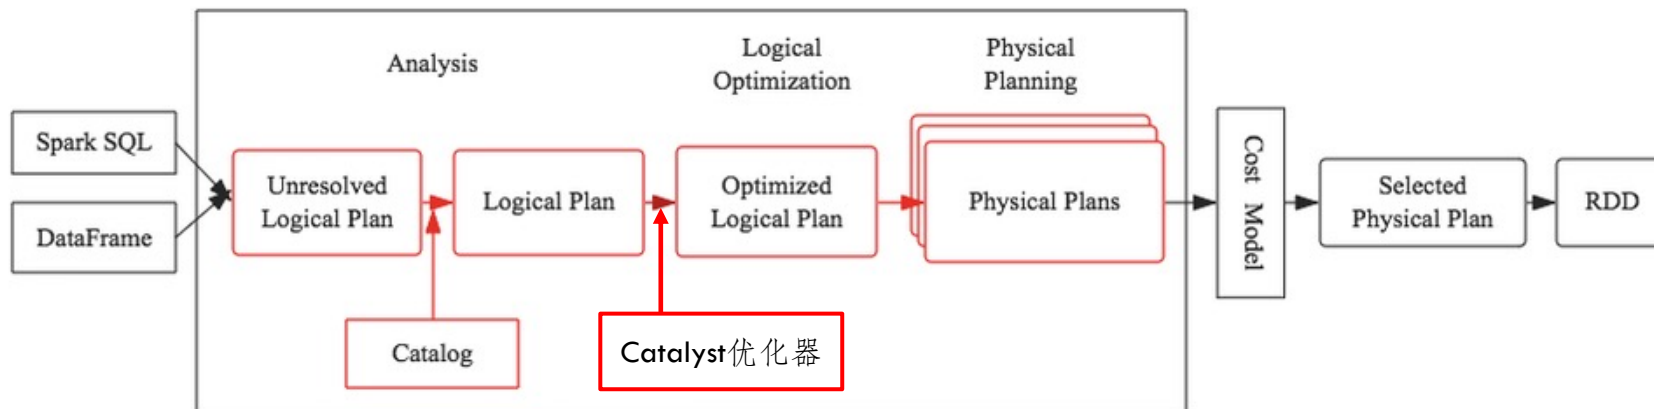 Analysis
Logical
Optimization
Physical
Planning
Spark SQL
DataFrame
Unresolved
Logical Plan
Logical Plan
Optimized
Logical Plan
Physical Plans
Cost Model
Selected
Physical Plan
RDD
Catalog
Catalyst优化器